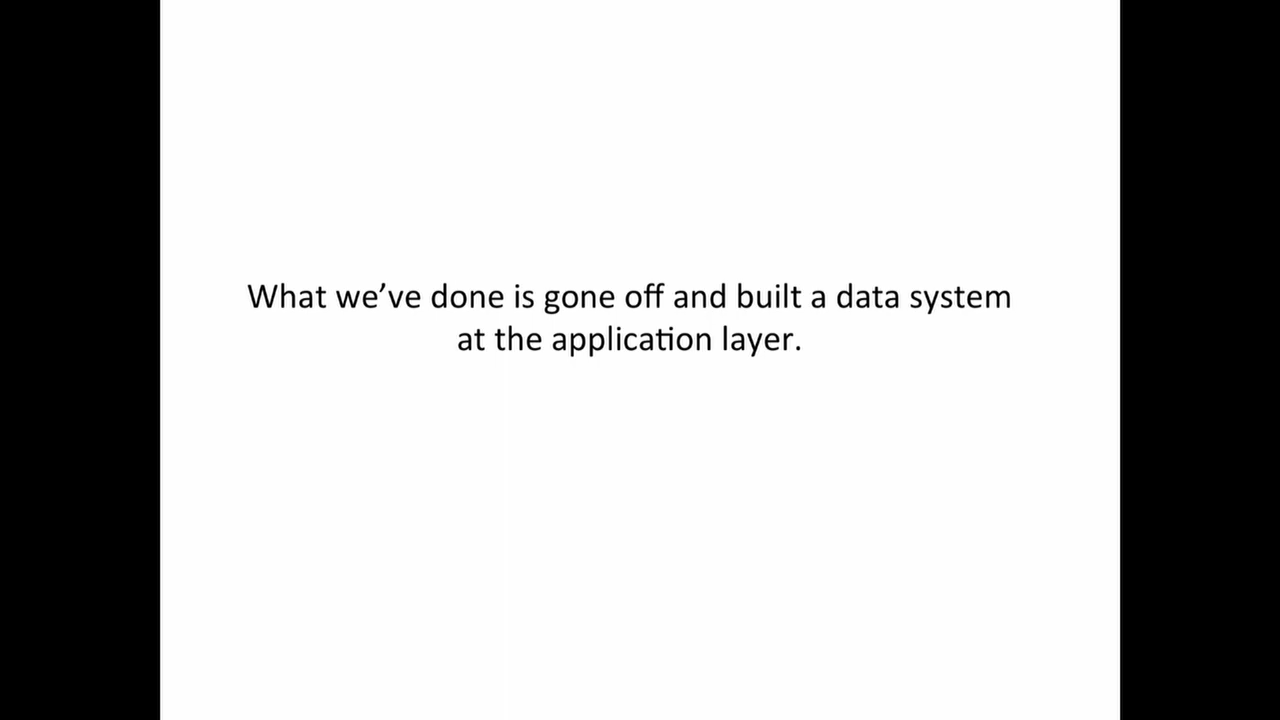 What we’ve done is gone off and built a data system
at the application layer.